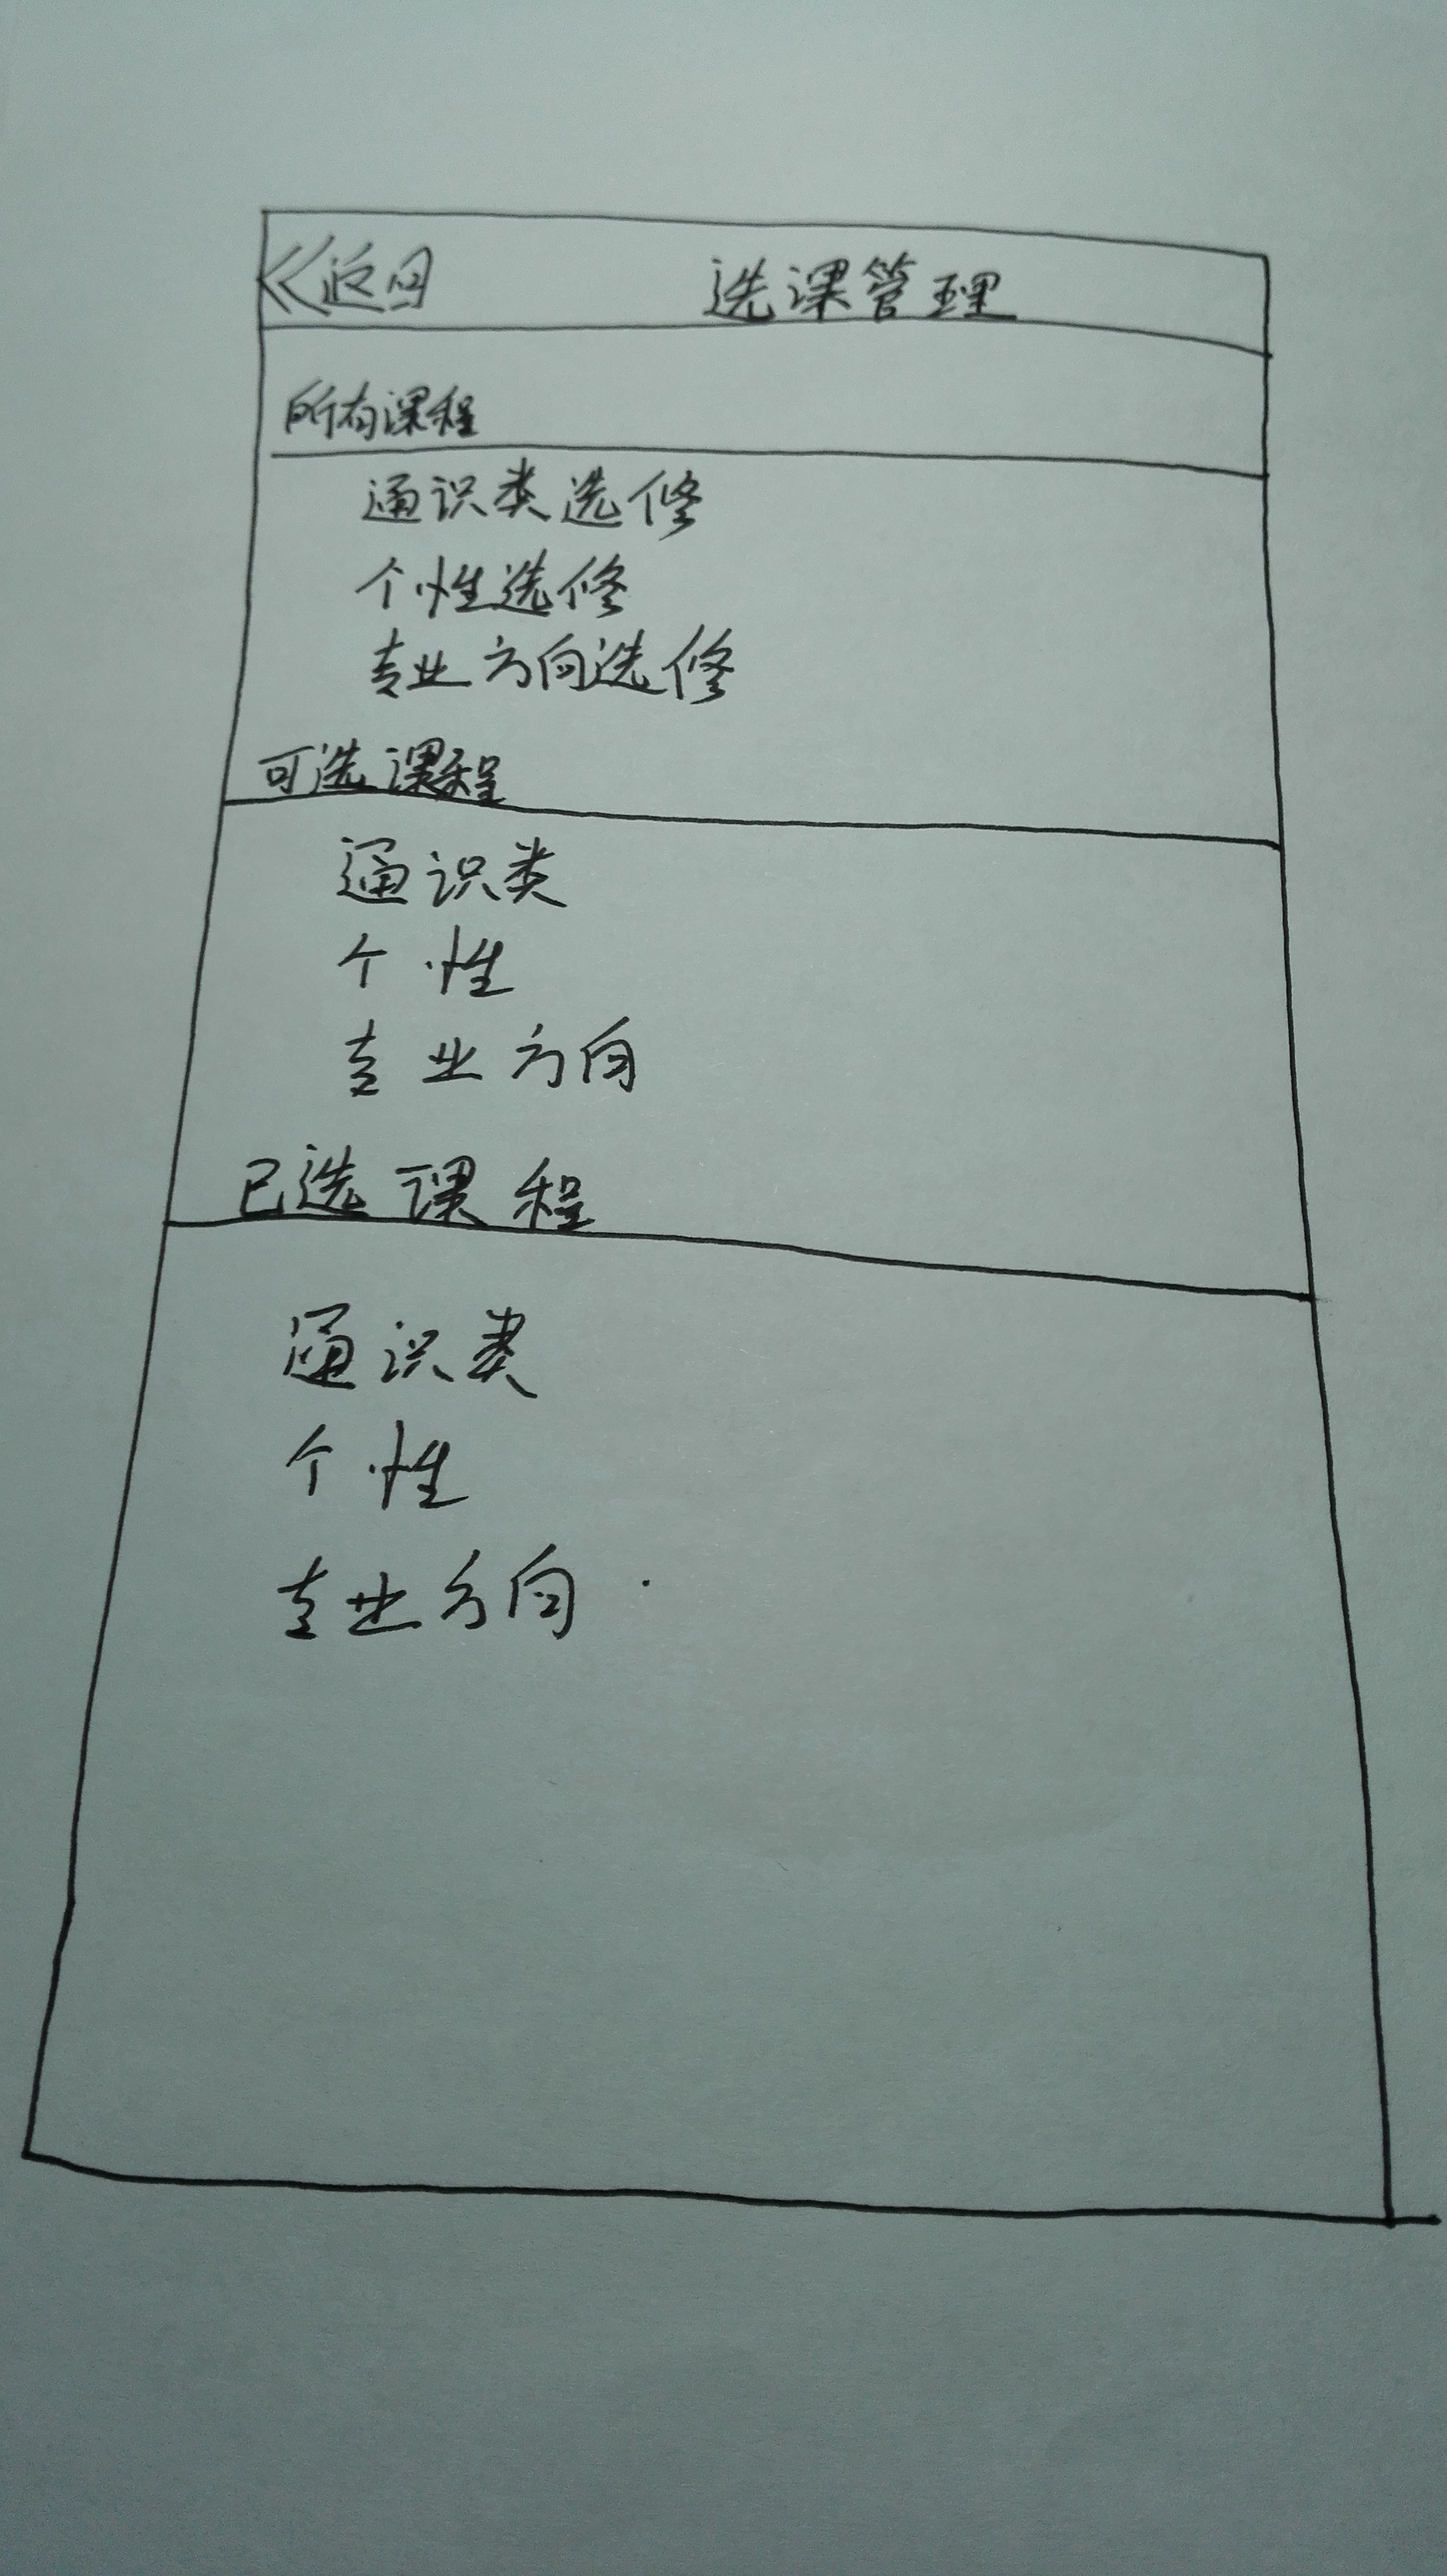 《返回 选课管理
所有课程
通识类选修
个性选修
专业方向选修
可选课程
通识类
个性
专业方向
已选课程
通识类
个性
专业方向